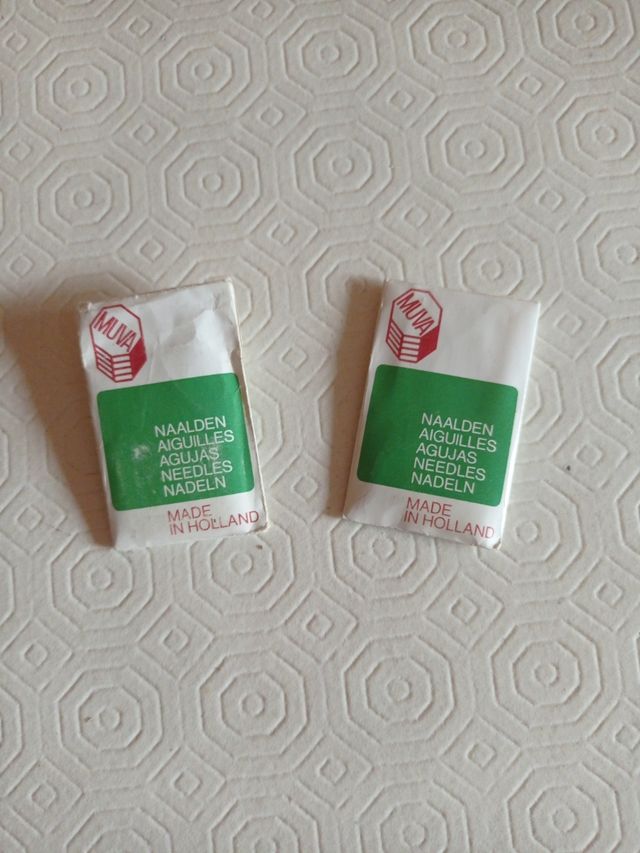 MUVA
NAALDEN
AIGUILLES
AGUJAS
NEEDLES
NADELN
MADE
IN HOLLAND
MUVA
NAALDEN
AIGUILLES
AGUJAS
NEEDLES
NADELN
MADE
IN HOLLAND